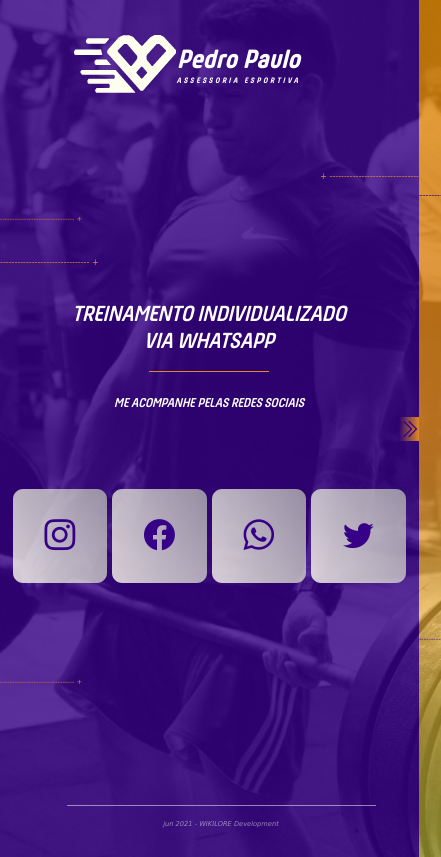 Pedro Paulo
ASSESSORIA ESPORTIVA
TREINAMENTO INDIVIDUALIZADO
VIA WHATSAPP
ME ACOMPANHE PELAS REDES SOCIAIS
jun 2021 - WIKILORE Development